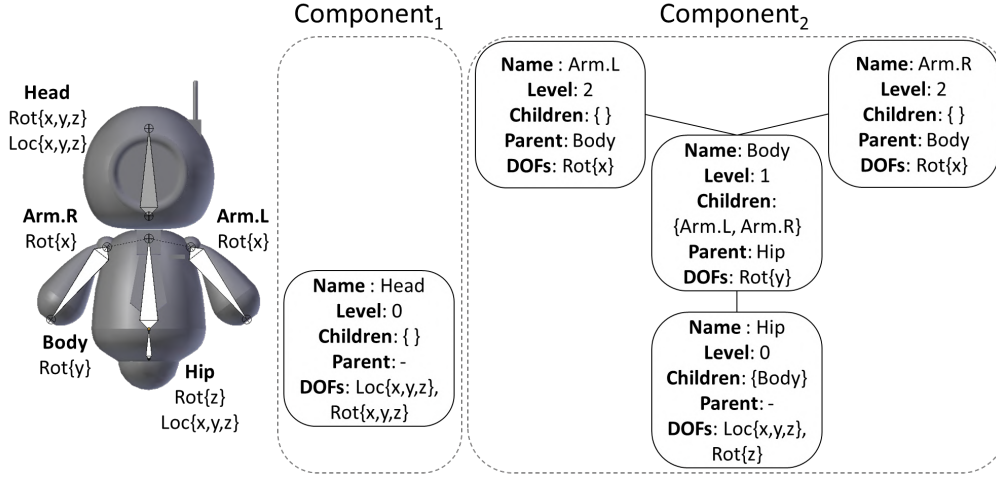 Component₁
Component₂
Head
Rot{x,y,z}
Loc{x,y,z}
Arm.R
Rot{x}
Arm.L
Rot{x}
Body
Rot{y}
Hip
Rot{z}
Loc{x,y,z}
Name : Head
Level: 0
Children: { }
Parent: -
DOFs: Loc{x,y,z},
Rot{x,y,z}
Name : Arm.L
Level: 2
Children: { }
Parent: Body
DOFs: Rot{x}
Name : Arm.R
Level: 2
Children: { }
Parent: Body
DOFs: Rot{x}
Name: Body
Level: 1
Children:
{Arm.L, Arm.R}
Parent: Hip
DOFs: Rot{y}
Name : Hip
Level: 0
Children: {Body}
Parent: -
DOFs: Loc{x,y,z},
Rot{z}